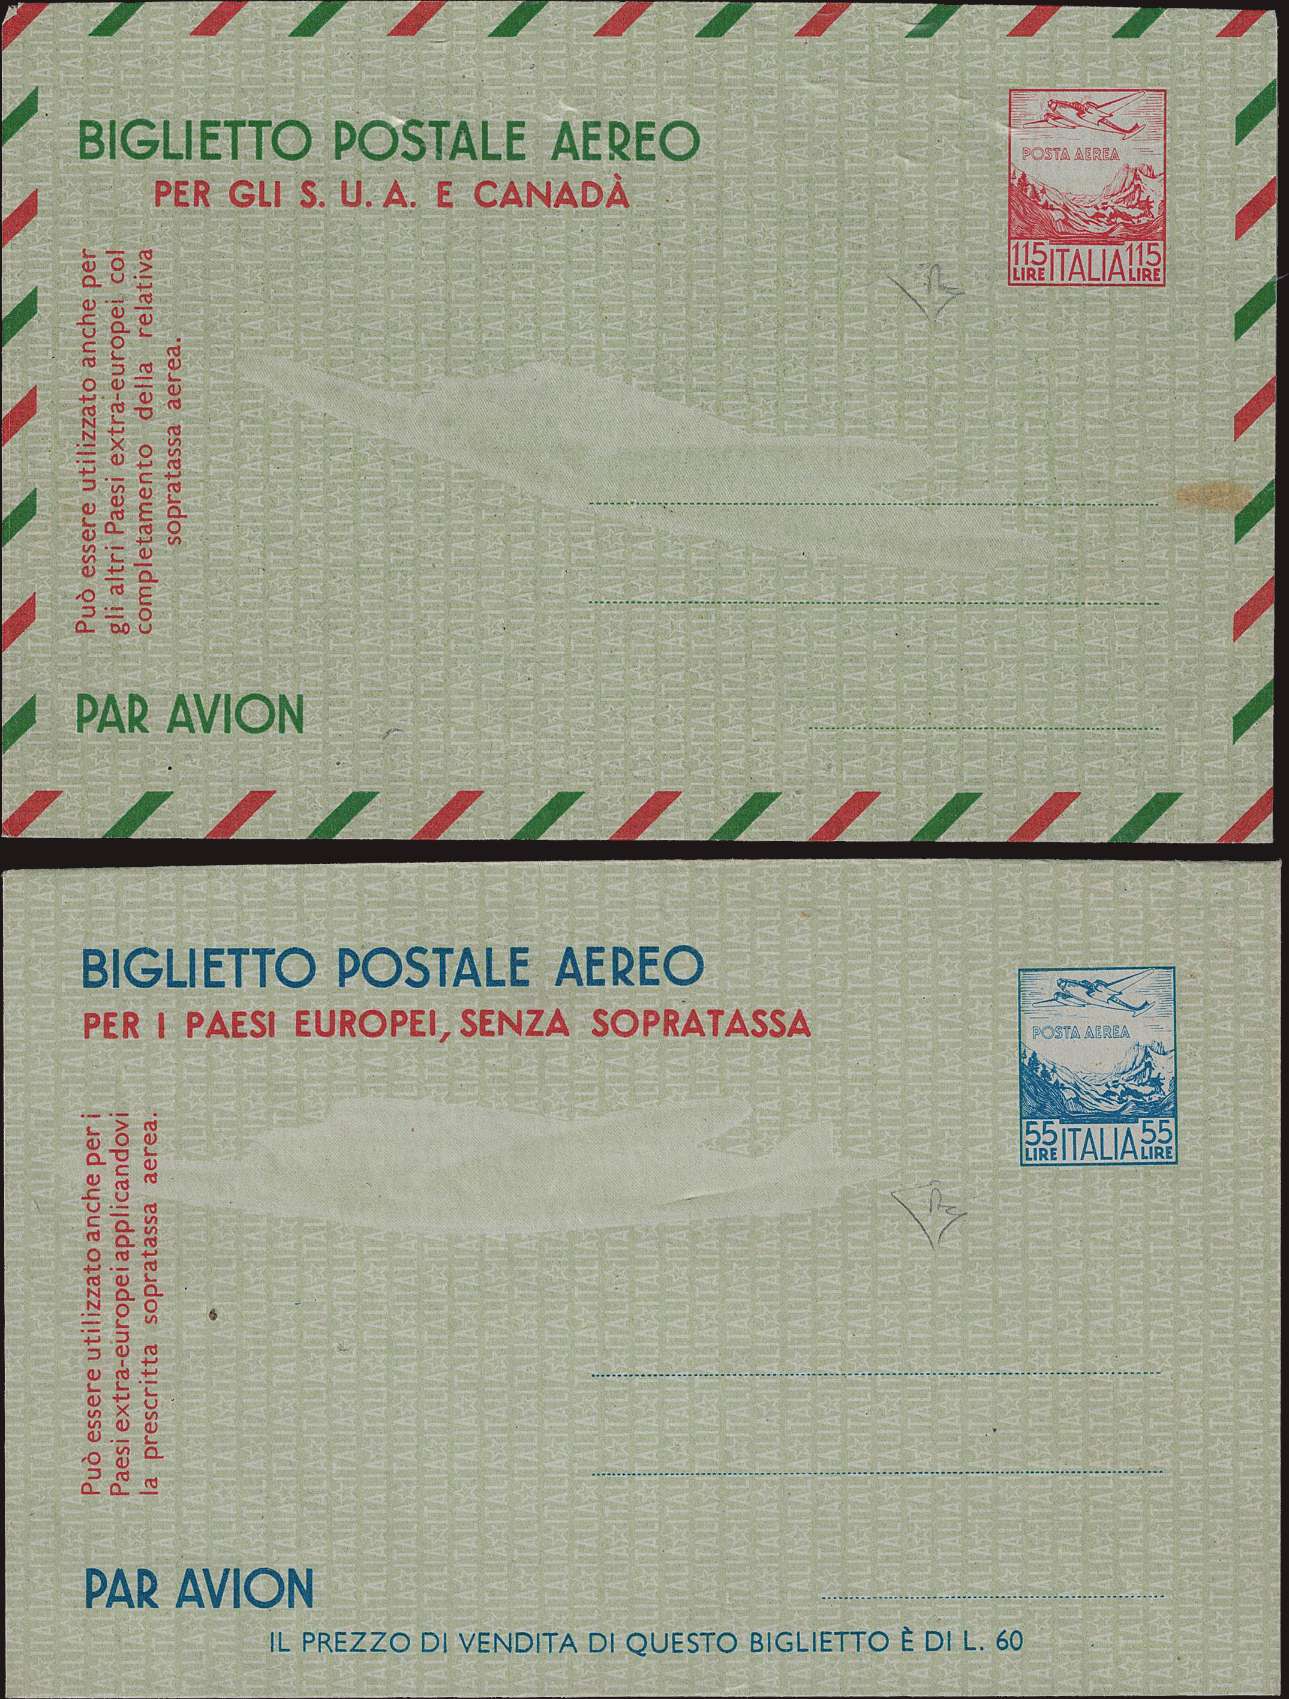 BIGLIETTO POSTALE AEREO
PER GLI S. U. A. E CANADÀ
POSTA AEREA
115 ITALIA 115
LIRE LIRE
Può essere utilizzato anche per
gli altri Paesi extra-europei col
completamento della relativa
sopratassa aerea.
PAR AVION
BIGLIETTO POSTALE AEREO
PER I PAESI EUROPEI, SENZA SOPRATASSA
POSTA AEREA
55 ITALIA 55
LIRE LIRE
Può essere utilizzato anche per i
Paesi extra-europei applicandovi
la prescritta sopratassa aerea.
PAR AVION
IL PREZZO DI VENDITA DI QUESTO BIGLIETTO È DI L. 60